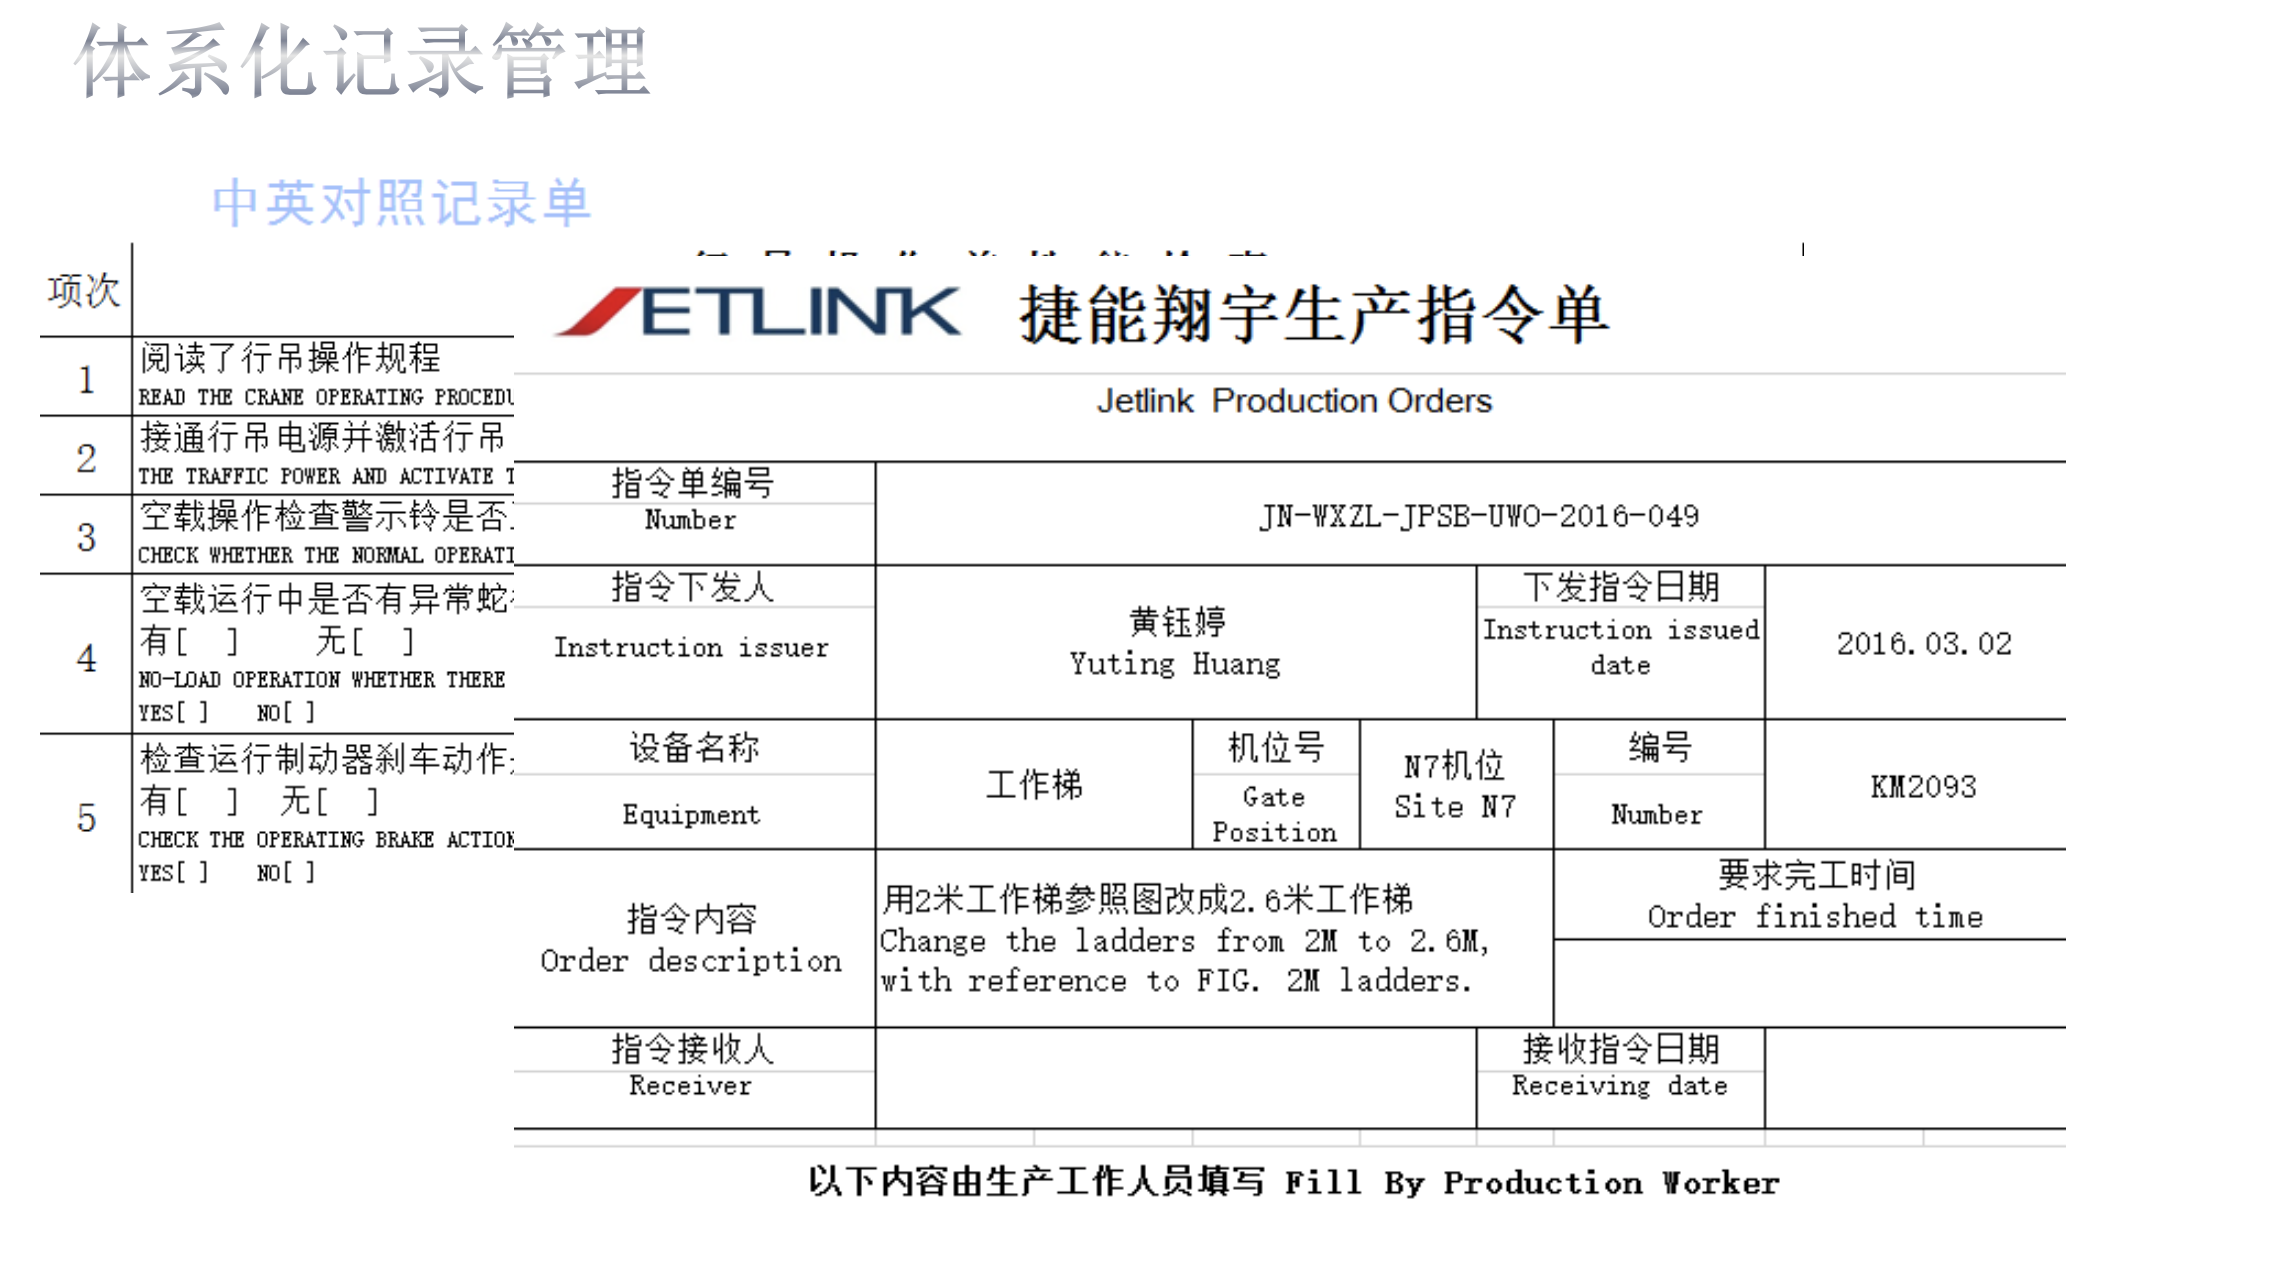 体系化记录管理
中英对照记录单
项次
1
阅读了行吊操作规程
READ THE CRANE OPERATING
2
接通行吊电源并激活行吊
THE TRAFFIC POWER AND ACTIVATE
3
空载操作检查警示铃是否
CHECK WHETHER THE NORMAL
4
空载运行中是否有异常蛇
有[ ] 无[ ]
NO-LOAD OPERATION WHETHER THERE
YES[ ] NO[ ]
5
检查运行制动器刹车动作
有[ ] 无[ ]
CHECK THE OPERATING BRAKE
YES[ ] NO[ ]
JETLINK 捷能翔宇生产指令单
Jetlink Production Orders
指令单编号
Number
JN-WXZL-JPSB-UWO-2016-049
指令下发人
Instruction issuer
黄钰婷
Yuting Huang
下发指令日期
Instruction issued
date
2016.03.02
设备名称
Equipment
工作梯
机位号
Gate
Position
N7机位
Site N7
编号
Number
KM2093
指令内容
Order description
用2米工作梯参照图改成2.6米工作梯
Change the ladders from 2M to 2.6M,
with reference to FIG. 2M ladders.
要求完工时间
Order finished time
指令接收人
Receiver
接收指令日期
Receiving date
以下内容由生产工作人员填写 Fill By Production Worker